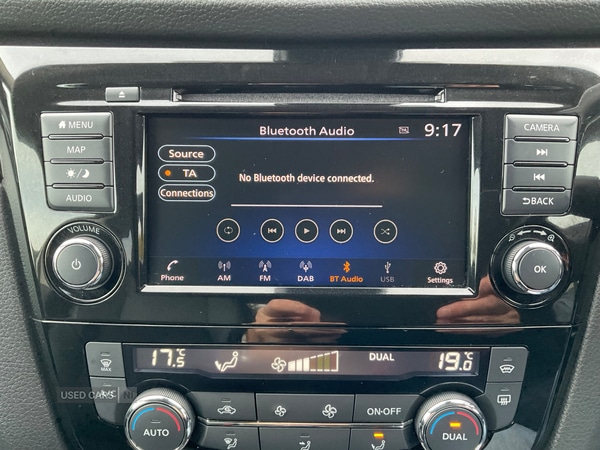 MENU
MAP
AUDIO
VOLUME
Bluetooth Audio
TA
9:17
Source
TA
Connections
No Bluetooth device connected.
Phone
AM
FM
DAB
BT Audio
USB
Settings
CAMERA
BACK
OK
17.5°C
DUAL
19.0°C
MAX
A/C
USED CARS NI
AUTO
ON·OFF
DUAL